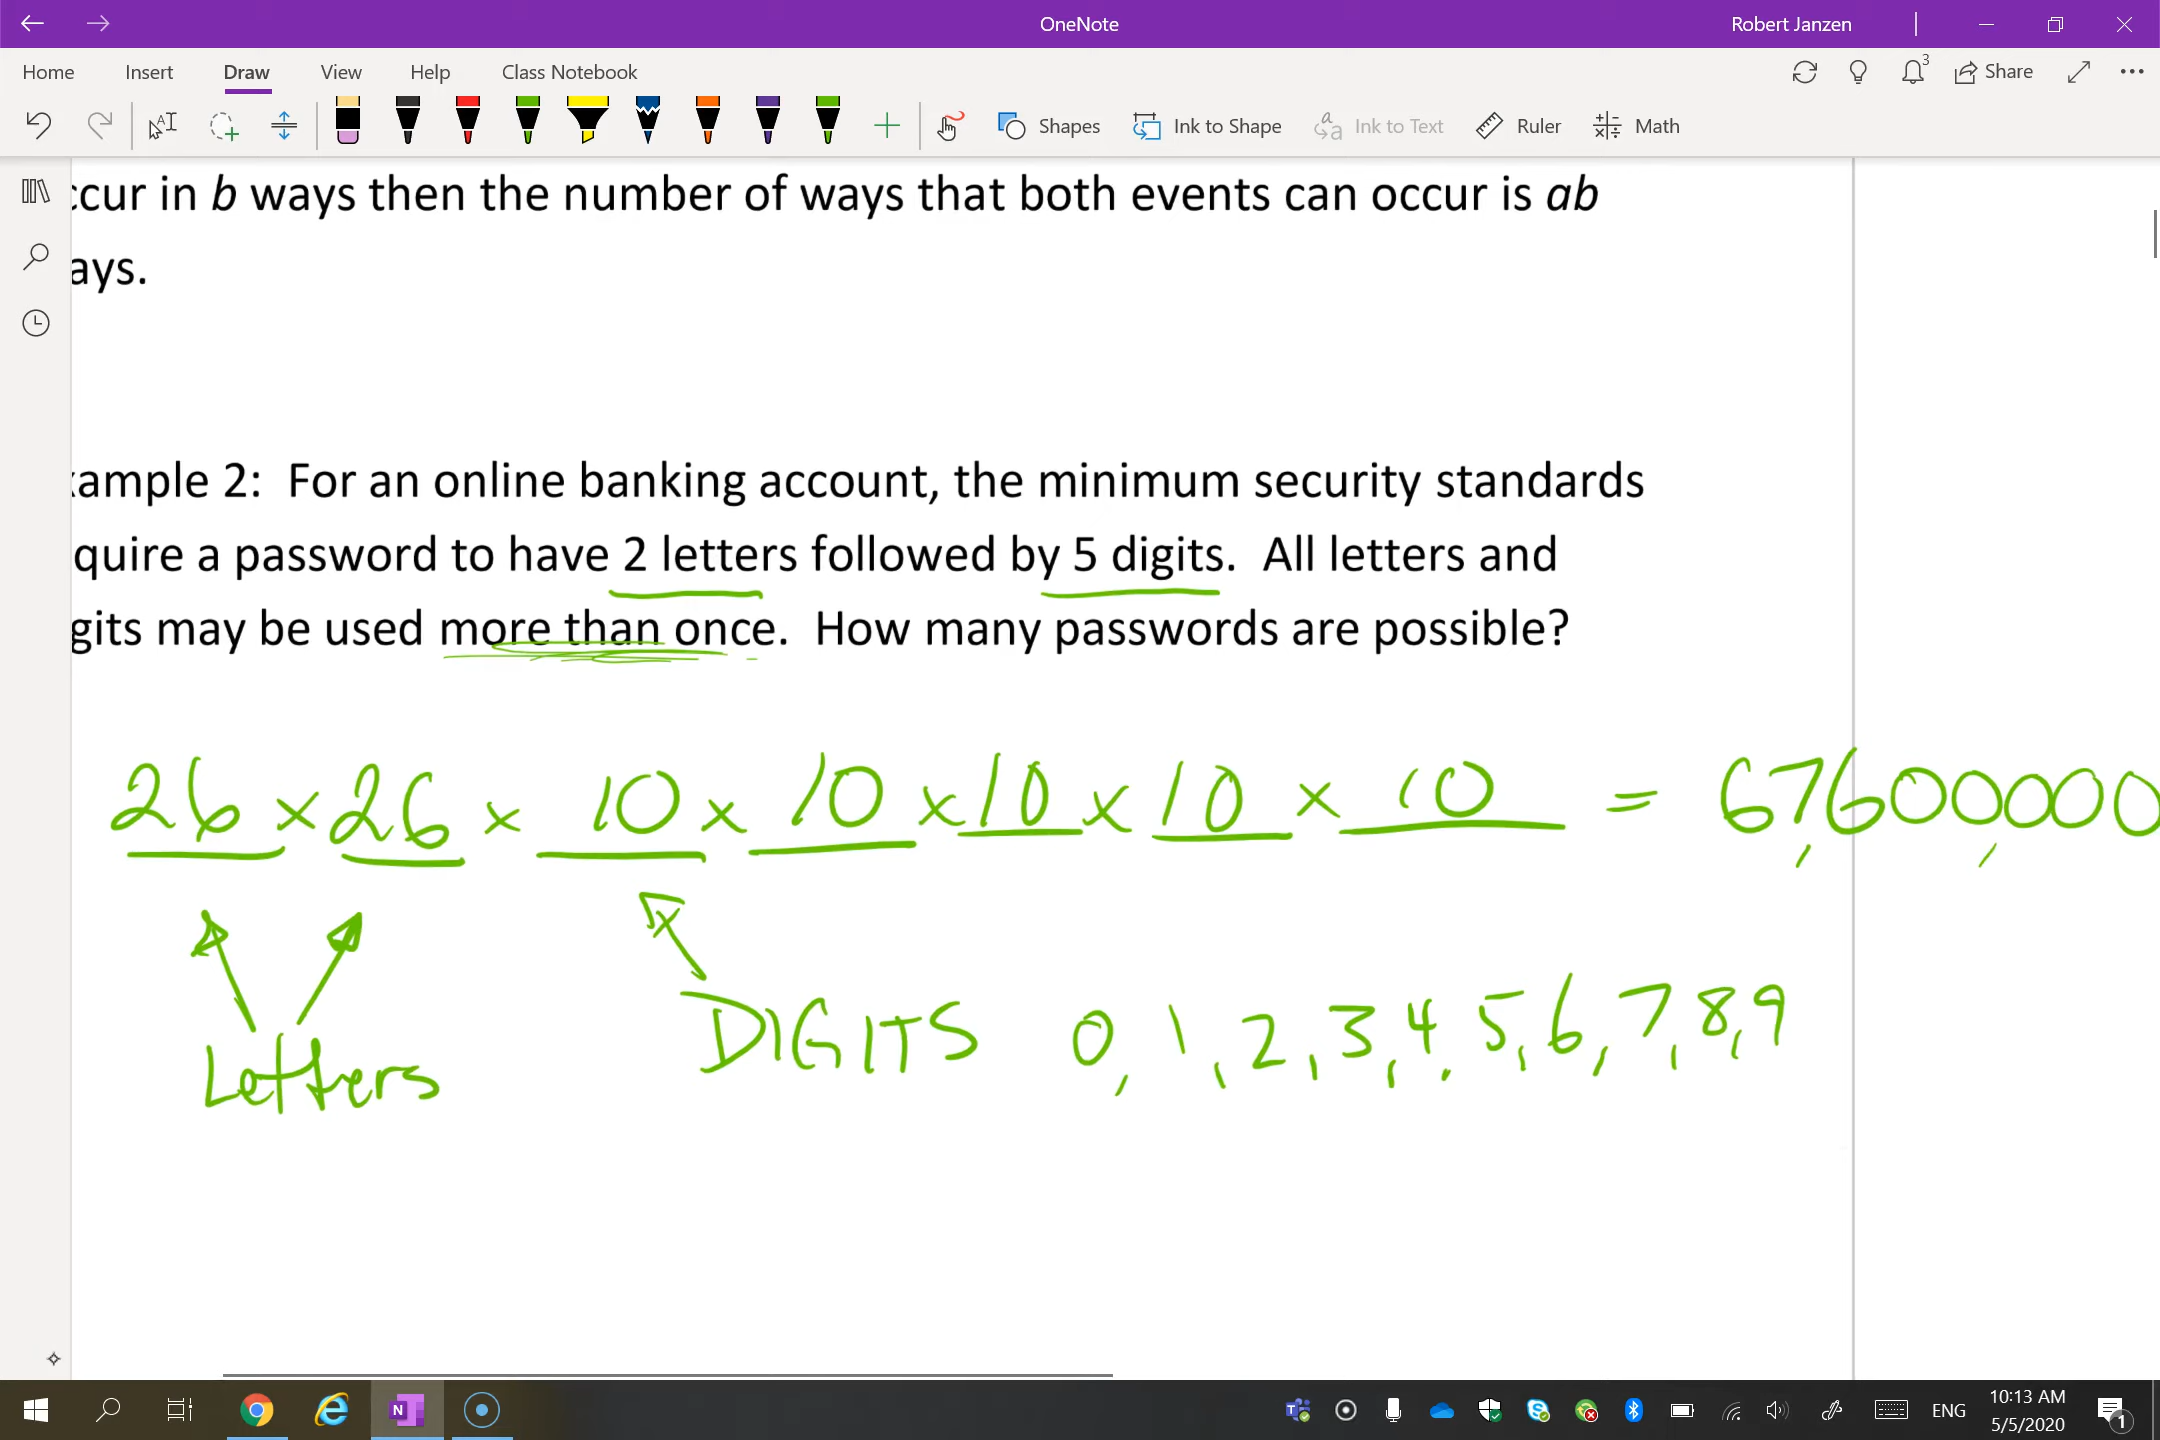 OneNote
Robert Janzen
Home Insert Draw View Help Class Notebook
3
Share
Shapes Ink to Shape Ink to Text Ruler Math
ccur in b ways then the number of ways that both events can occur is ab
ays.
xample 2: For an online banking account, the minimum security standards
quire a password to have 2 letters followed by 5 digits. All letters and
gits may be used more than once. How many passwords are possible?
26 × 26 × 10 × 10 × 10 × 10 × 10 = 67,600,000
Letters
DIGITS 0, 1, 2, 3, 4, 5, 6, 7, 8, 9
ENG
10:13 AM
5/5/2020
1